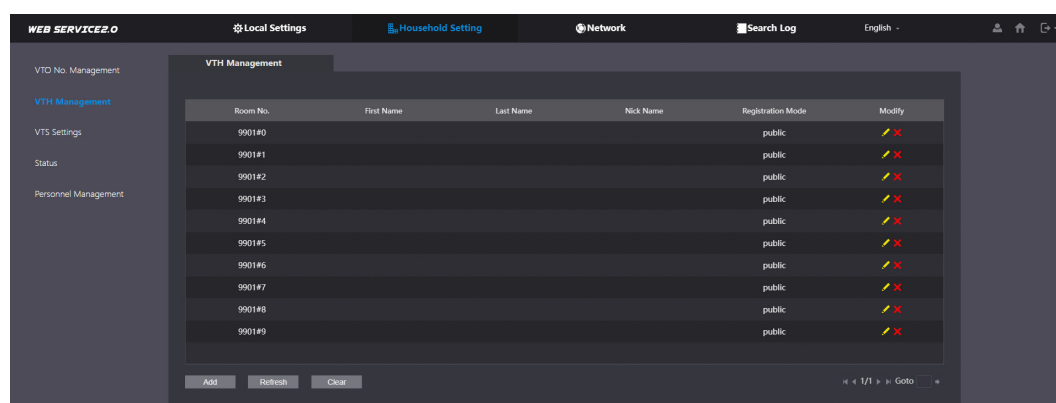 WEB SERVICE2.0 Local Settings Household Setting Network Search Log English
VTO No. Management
VTH Management
VTS Settings
Status
Personnel Management
VTH Management
Room No. First Name Last Name Nick Name Registration Mode Modify
9901#0 public
9901#1 public
9901#2 public
9901#3 public
9901#4 public
9901#5 public
9901#6 public
9901#7 public
9901#8 public
9901#9 public
Add Refresh Clear 1/1 Goto